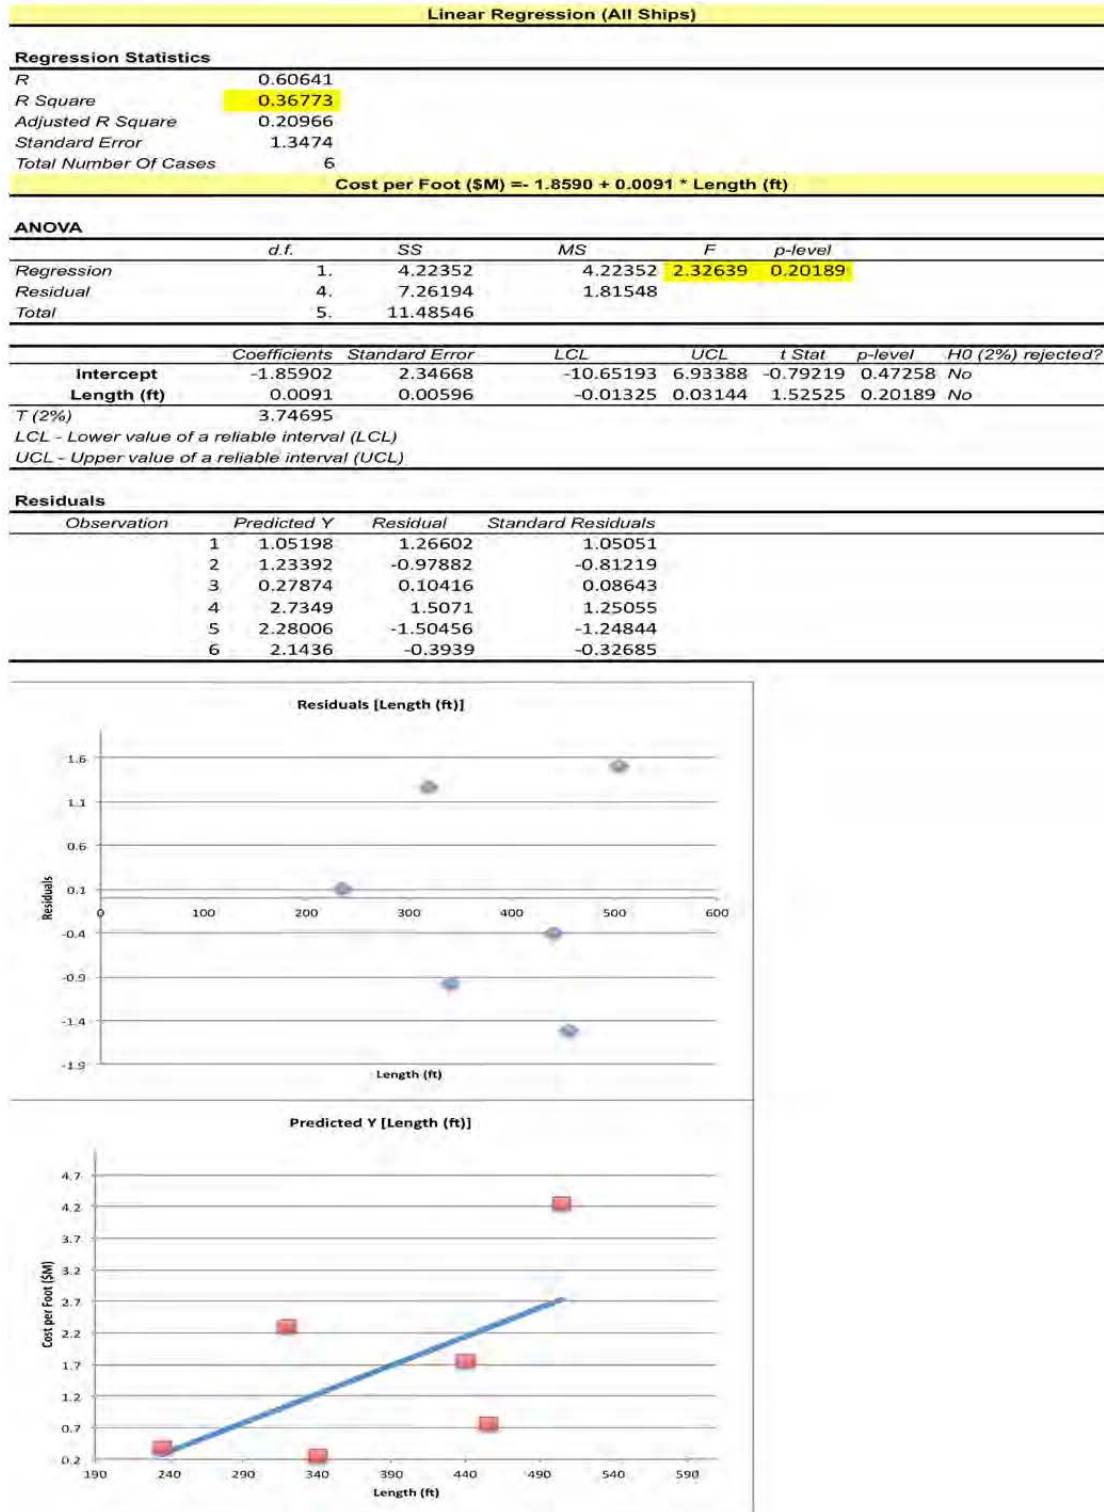 Linear Regression (All Ships)
Regression Statistics
R 0.60641
R Square 0.36773
Adjusted R Square 0.20966
Standard Error 1.3474
Total Number Of Cases 6
Cost per Foot ($M) =- 1.8590 + 0.0091 * Length (ft)
ANOVA
d.f. SS MS F p-level
Regression 1. 4.22352 4.22352 2.32639 0.20189
Residual 4. 7.26194 1.81548
Total 5. 11.48546
Coefficients Standard Error LCL UCL t Stat p-level H0 (2%) rejected?
Intercept -1.85902 2.34668 -10.65193 6.93388 -0.79219 0.47258 No
Length (ft) 0.0091 0.00596 -0.01325 0.03144 1.52525 0.20189 No
T (2%) 3.74695
LCL - Lower value of a reliable interval (LCL)
UCL - Upper value of a reliable interval (UCL)
Residuals
Observation Predicted Y Residual Standard Residuals
1 1.05198 1.26602 1.05051
2 1.23392 -0.97882 -0.81219
3 0.27874 0.10416 0.08643
4 2.7349 1.5071 1.25055
5 2.28006 -1.50456 -1.24844
6 2.1436 -0.3939 -0.32685
Residuals [Length (ft)]
1.6
1.1
0.6
0.1
0 100 200 300 400 500 600
-0.4
-0.9
-1.4
-1.9
Residuals
Length (ft)
Predicted Y [Length (ft)]
4.7
4.2
3.7
3.2
2.7
2.2
1.7
1.2
0.7
0.2
Cost per Foot ($M)
190 240 290 340 390 440 490 540 590
Length (ft)